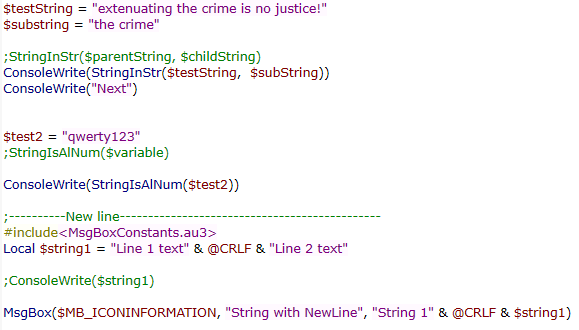 $testString = "extenuating the crime is no justice!"
$substring = "the crime"
;StringInStr($parentString, $childString)
ConsoleWrite(StringInStr($testString,  $subString))
ConsoleWrite("Next")
$test2 = "qwerty123"
;StringIsAlNum($variable)
ConsoleWrite(StringIsAlNum($test2))
;----------New line-----------------------------------------------
#include<MsgBoxConstants.au3>
Local $string1 = "Line 1 text" & @CRLF & "Line 2 text"
;ConsoleWrite($string1)
MsgBox($MB_ICONINFORMATION, "String with NewLine", "String 1" & @CRLF & $string1)